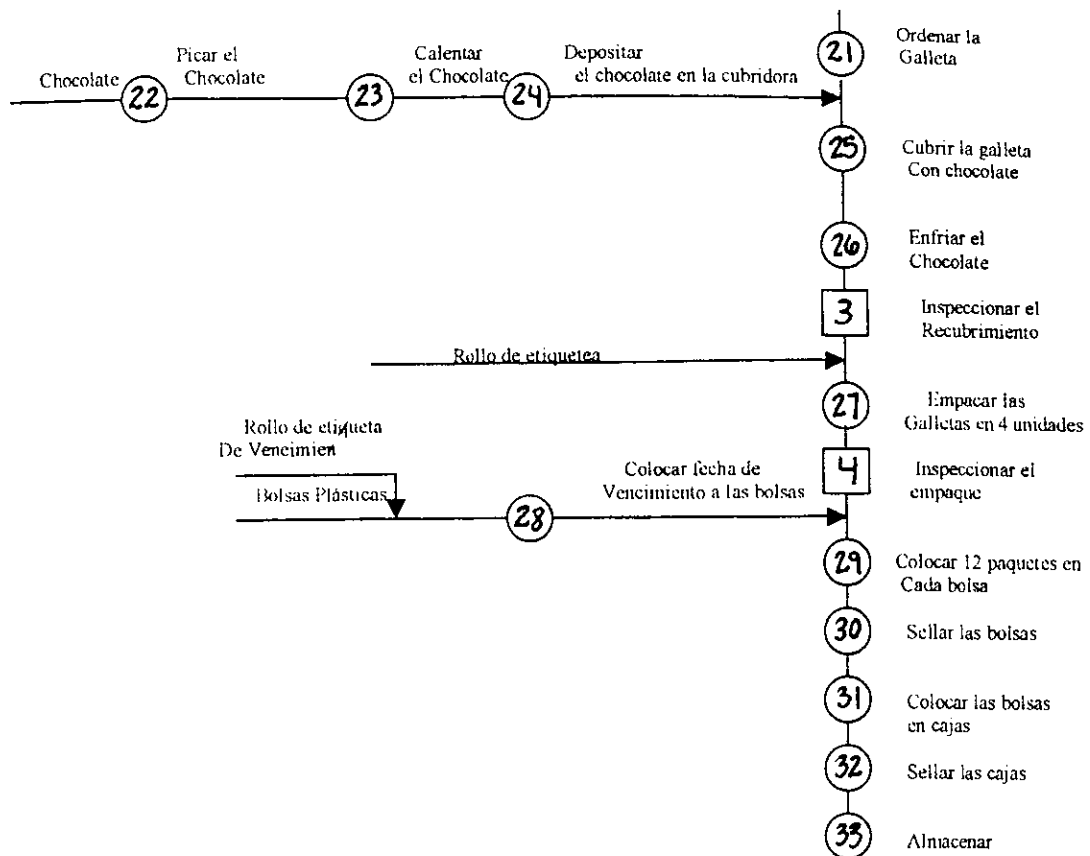 21
Ordenar la
Galleta
Chocolate
22
Picar el
Chocolate
23
Calentar
el Chocolate
24
Depositar
el chocolate en la cubridora
25
Cubrir la galleta
Con chocolate
26
Enfriar el
Chocolate
3
Inspeccionar el
Recubrimiento
Rollo de etiquetea
27
Empacar las
Galletas en 4 unidades
Rollo de etiqueta
De Vencimien
Bolsas Plásticas
4
Inspeccionar el
empaque
28
Colocar fecha de
Vencimiento a las bolsas
29
Colocar 12 paquetes en
Cada bolsa
30
Sellar las bolsas
31
Colocar las bolsas
en cajas
32
Sellar las cajas
33
Almacenar